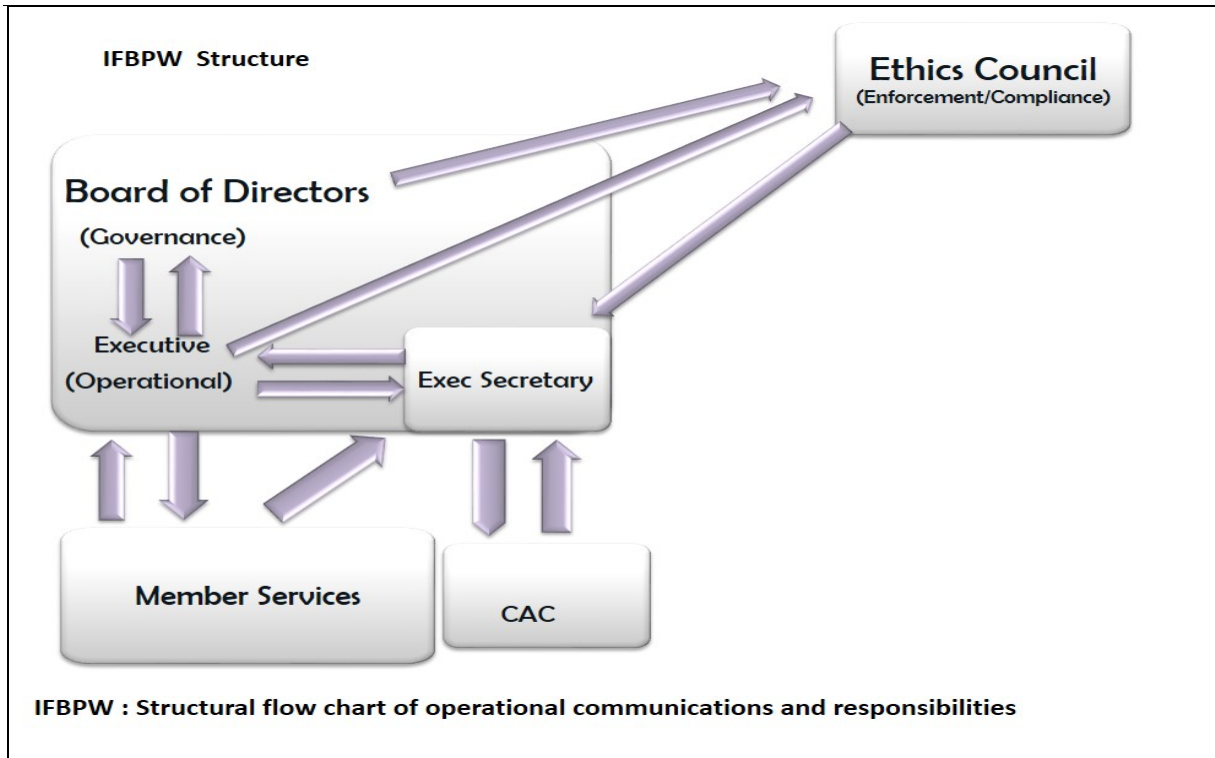 IFBPW Structure
Ethics Council
(Enforcement/Compliance)
Board of Directors
(Governance)
Executive
(Operational)
Exec Secretary
Member Services
CAC
IFBPW : Structural flow chart of operational communications and responsibilities